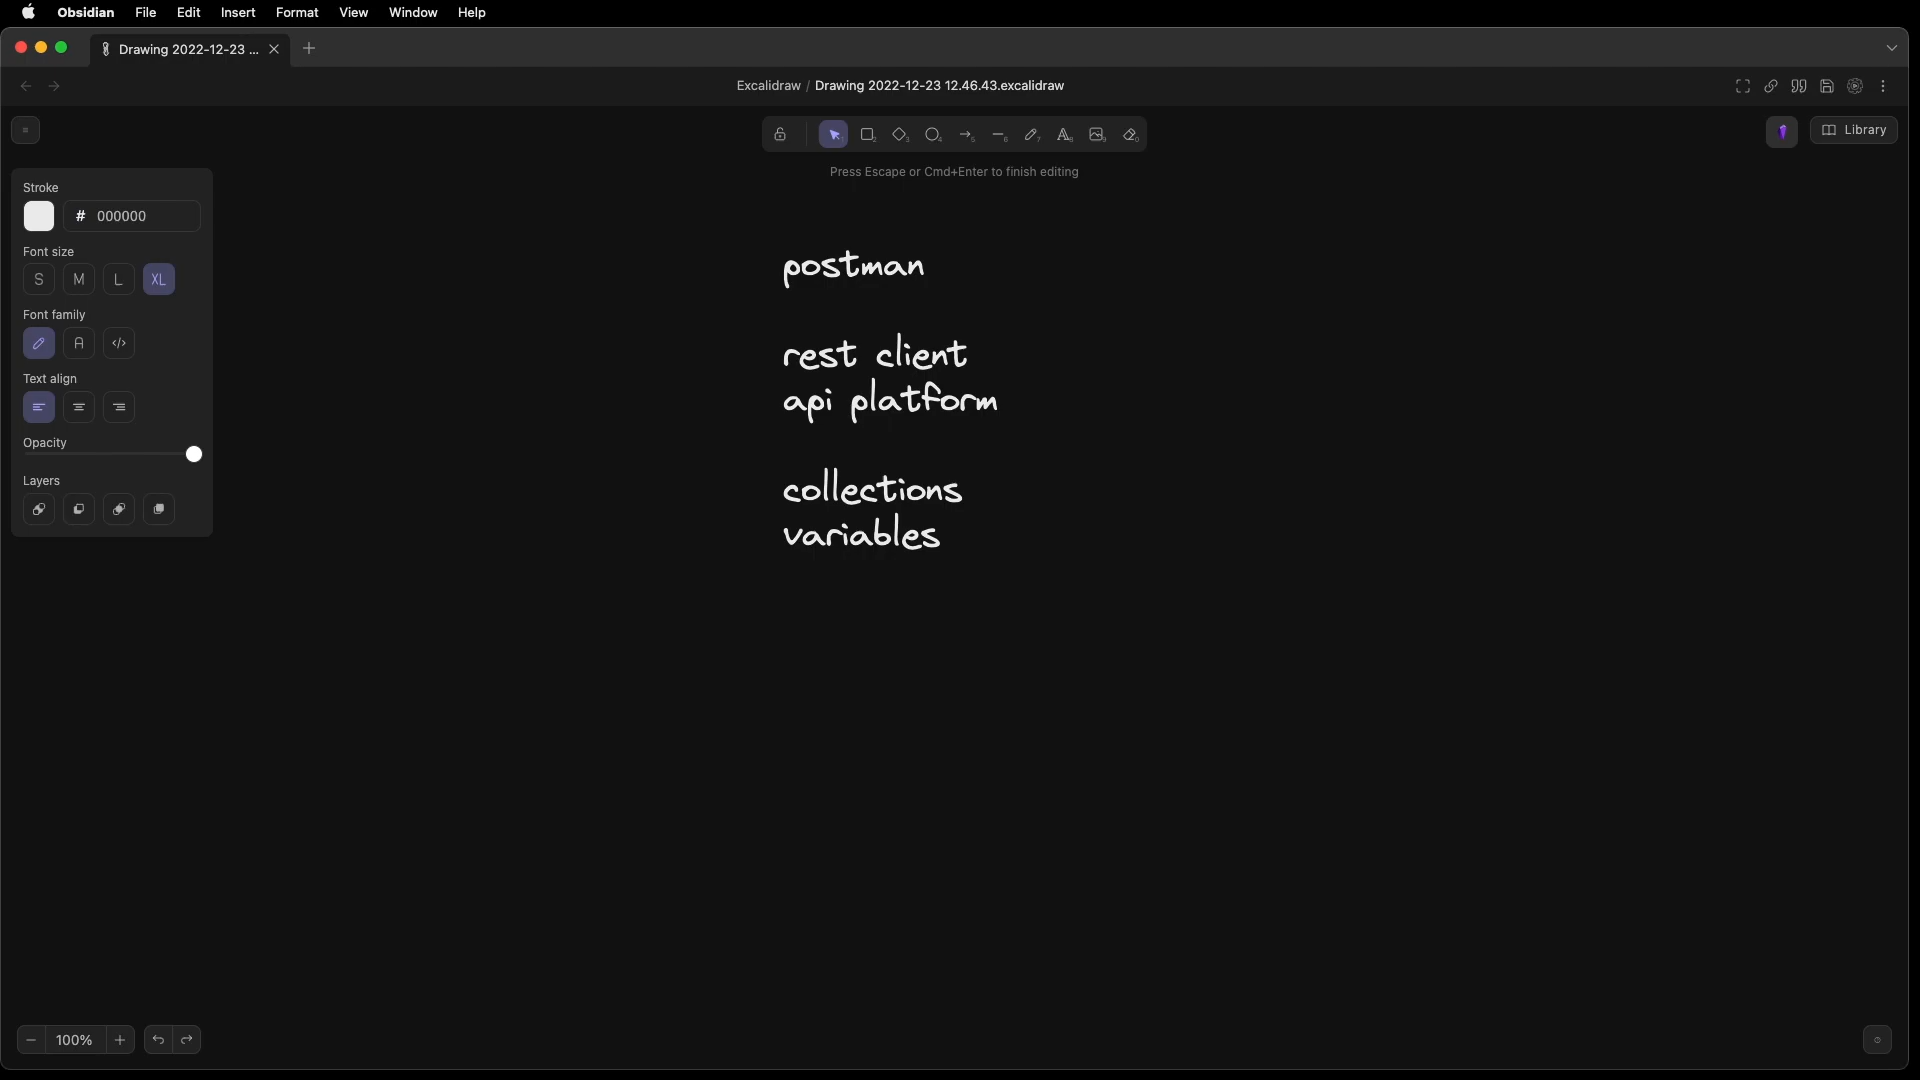 Obsidian File Edit Insert Format View Window Help
Drawing 2022-12-23 ...
Excalidraw / Drawing 2022-12-23 12.46.43.excalidraw
Library
Press Escape or Cmd+Enter to finish editing
Stroke
# 000000
Font size
S M L XL
Font family
A </>
Text align
Opacity
Layers
postman
rest client
api platform
collections
variables
100%